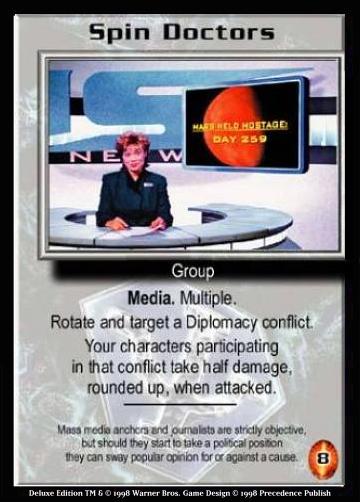 Spin Doctors
IS
NEW
MARS HELD HOSTAGE:
DAY 259
Group
Media. Multiple.
Rotate and target a Diplomacy conflict.
Your characters participating
in that conflict take half damage,
rounded up, when attacked.
Mass media anchors and journalists are strictly objective,
but should they start to take a political position
they can sway popular opinion for or against a cause.
8
Deluxe Edition TM & © 1998 Warner Bros. Game Design © 1998 Precedence Publish